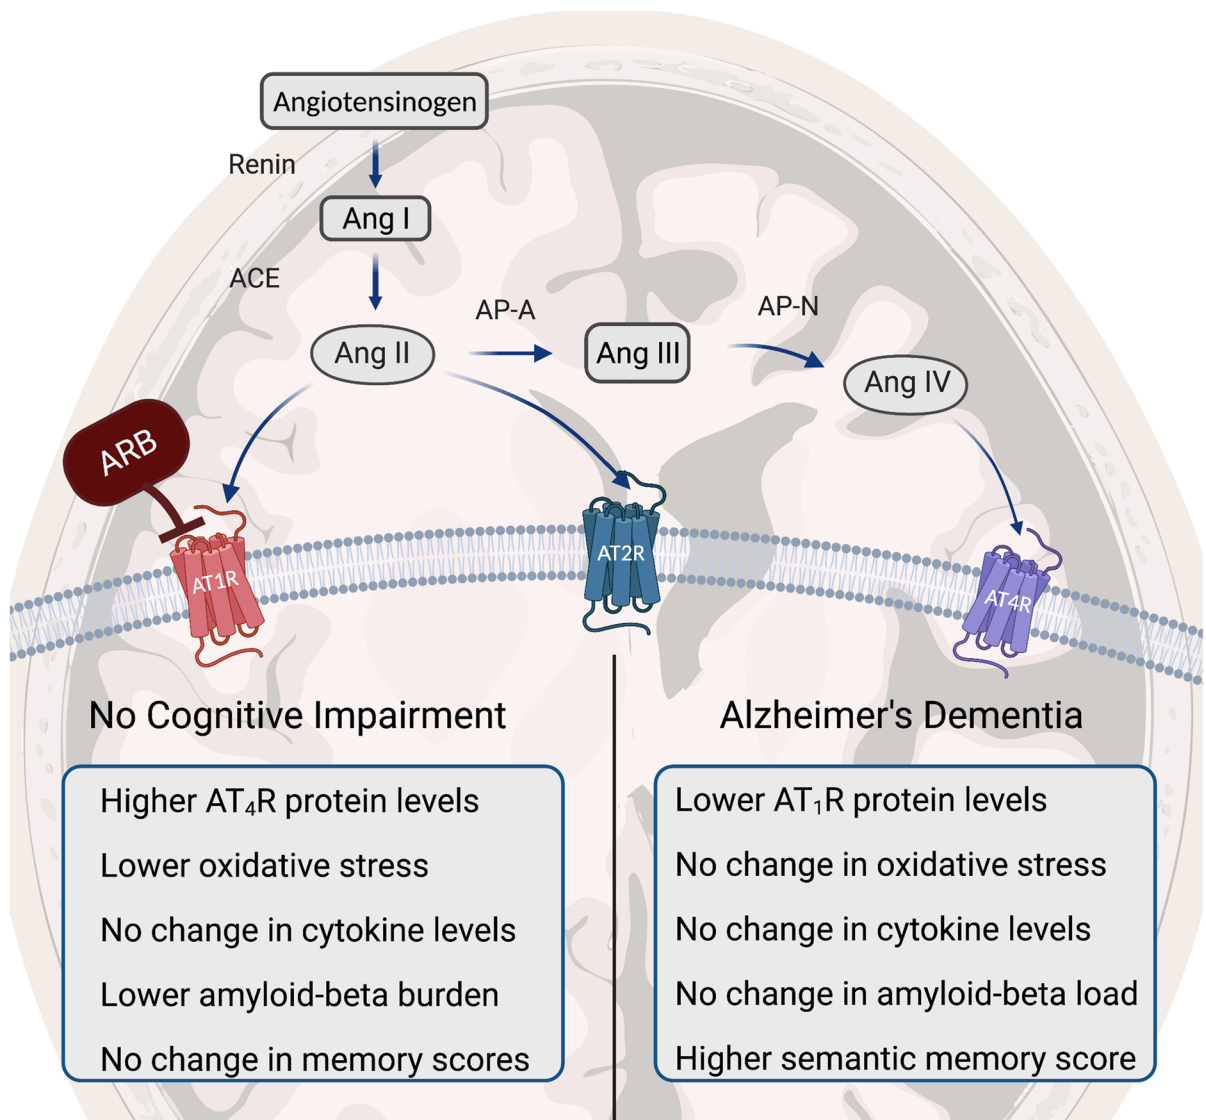 Angiotensinogen
Renin
Ang I
ACE
AP-A
AP-N
Ang II
Ang III
Ang IV
ARB
AT1R
AT2R
AT4R
No Cognitive Impairment
Higher AT₄R protein levels
Lower oxidative stress
No change in cytokine levels
Lower amyloid-beta burden
No change in memory scores
Alzheimer's Dementia
Lower AT₁R protein levels
No change in oxidative stress
No change in cytokine levels
No change in amyloid-beta load
Higher semantic memory score